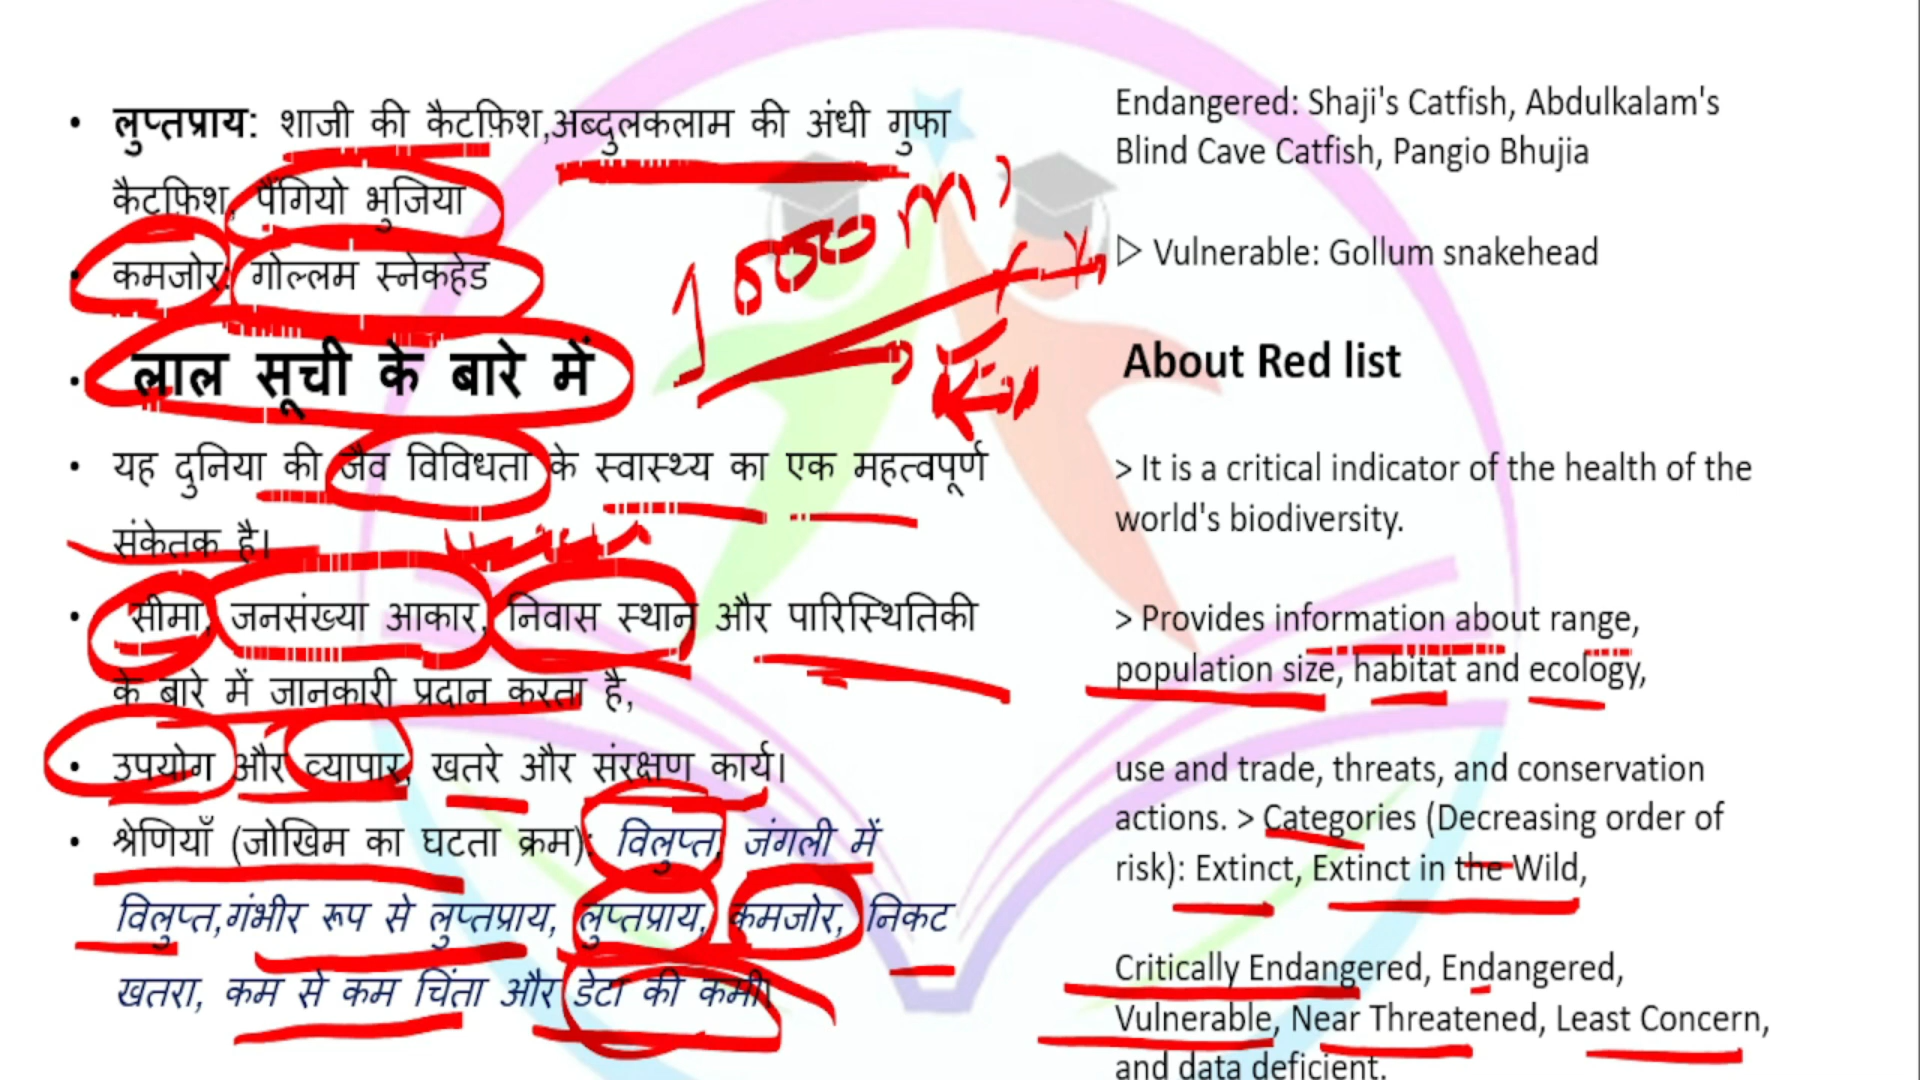 • लुप्तप्राय: शाजी की कैटफ़िश,अब्दुलकलाम की अंधी गुफा
कैटफ़िश, पैंगियो भुजिया
• कमजोर: गोल्लम स्नेकहेड
• लाल सूची के बारे में
• यह दुनिया की जैव विविधता के स्वास्थ्य का एक महत्वपूर्ण
संकेतक है।
• सीमा, जनसंख्या आकार, निवास स्थान और पारिस्थितिकी
के बारे में जानकारी प्रदान करता है,
• उपयोग और व्यापार, खतरे और संरक्षण कार्य।
• श्रेणियाँ (जोखिम का घटता क्रम): विलुप्त, जंगली में
विलुप्त,गंभीर रूप से लुप्तप्राय, लुप्तप्राय, कमजोर, निकट
खतरा, कम से कम चिंता और डेटा की कमी।
1000 m
Endangered: Shaji's Catfish, Abdulkalam's
Blind Cave Catfish, Pangio Bhujia
▷ Vulnerable: Gollum snakehead
About Red list
> It is a critical indicator of the health of the
world's biodiversity.
> Provides information about range,
population size, habitat and ecology,
use and trade, threats, and conservation
actions. > Categories (Decreasing order of
risk): Extinct, Extinct in the Wild,
Critically Endangered, Endangered,
Vulnerable, Near Threatened, Least Concern,
and data deficient.